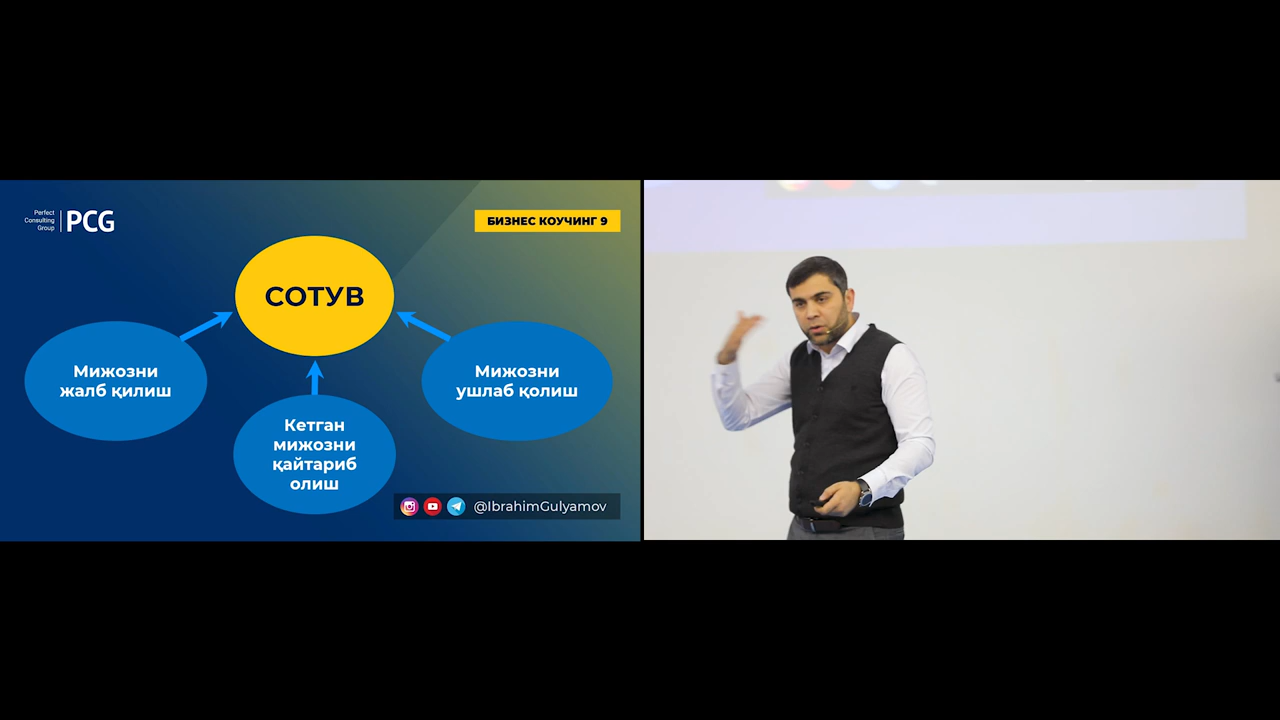 Perfect
Consulting
Group
PCG
БИЗНЕС КОУЧИНГ 9
СОТУВ
Мижозни
жалб қилиш
Мижозни
ушлаб қолиш
Кетган
мижозни
қайтариб
олиш
@IbrahimGulyamov